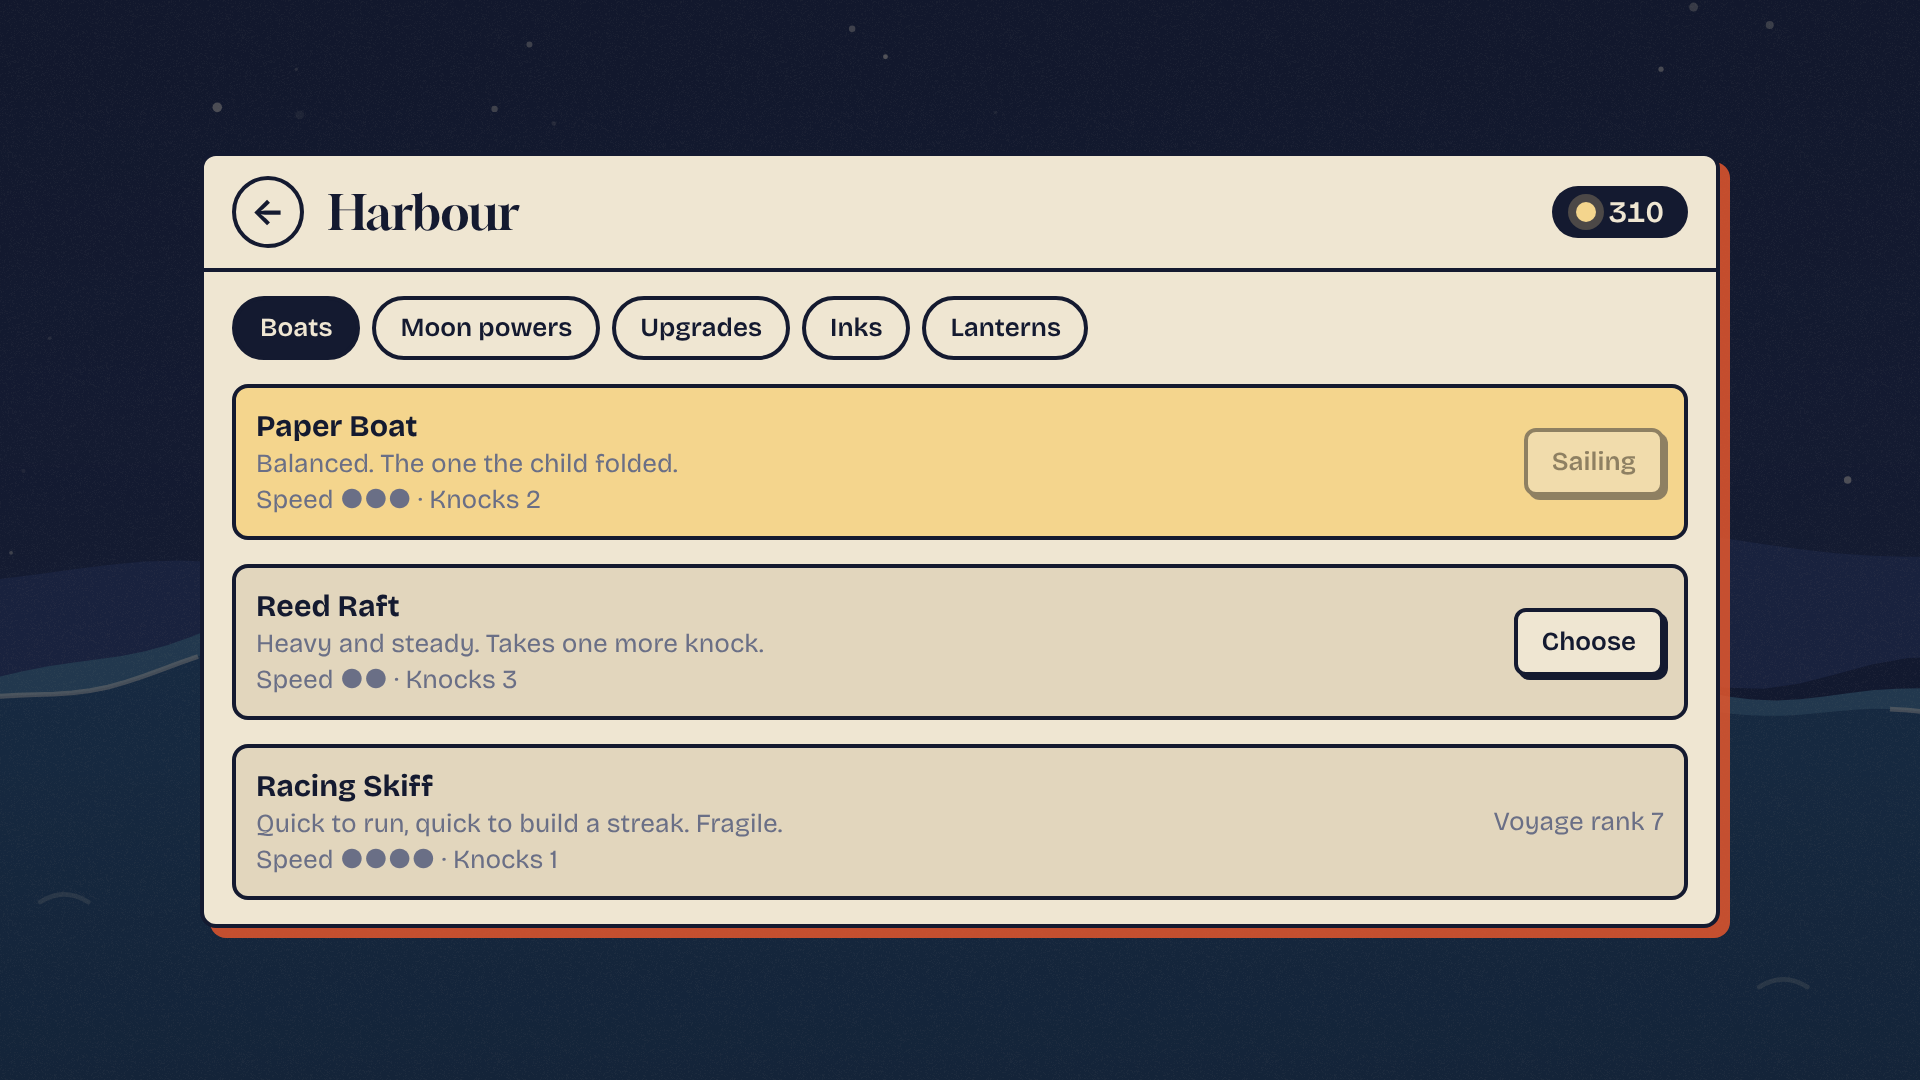 Harbour
310
Boats
Moon powers
Upgrades
Inks
Lanterns
Paper Boat
Balanced. The one the child folded.
Speed ●●● · Knocks 2
Sailing
Reed Raft
Heavy and steady. Takes one more knock.
Speed ●● · Knocks 3
Choose
Racing Skiff
Quick to run, quick to build a streak. Fragile.
Speed ●●●● · Knocks 1
Voyage rank 7